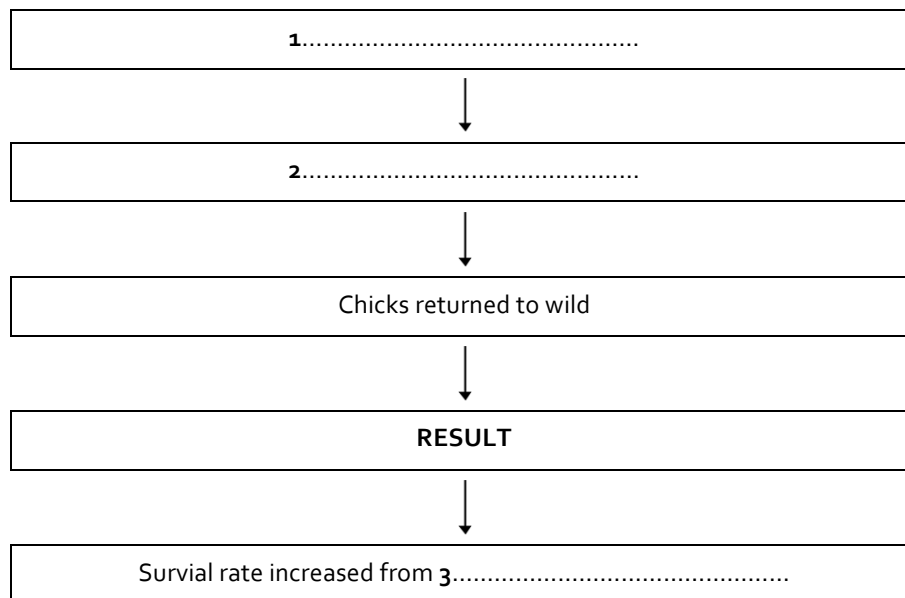 1................................................
2................................................
Chicks returned to wild
RESULT
Survial rate increased from 3................................................